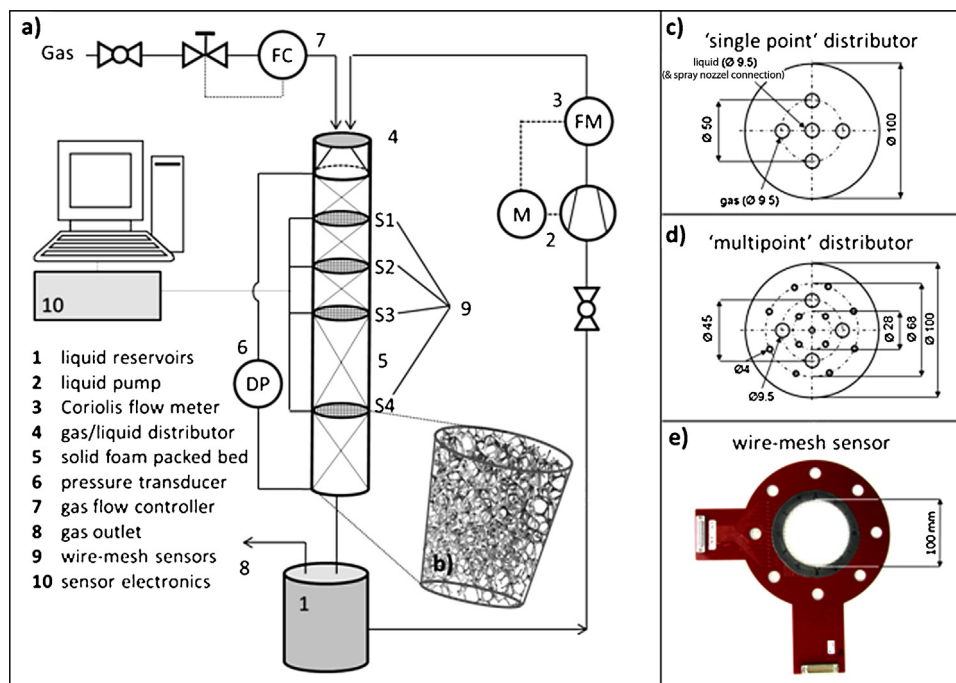 a)
Gas
7
FC
3
FM
4
M
2
S1
S2
S3
9
10
6
DP
5
S4
1 liquid reservoirs
2 liquid pump
3 Coriolis flow meter
4 gas/liquid distributor
5 solid foam packed bed
6 pressure transducer
7 gas flow controller
8 gas outlet
9 wire-mesh sensors
10 sensor electronics
b)
8
1
c)
'single point' distributor
liquid (Ø 9.5)
(& spray nozzel connection)
Ø 50
Ø 100
gas (Ø 9 5)
d)
'multipoint' distributor
Ø 45
Ø 28
Ø 68
Ø 100
Ø4
Ø9.5
e)
wire-mesh sensor
100 mm